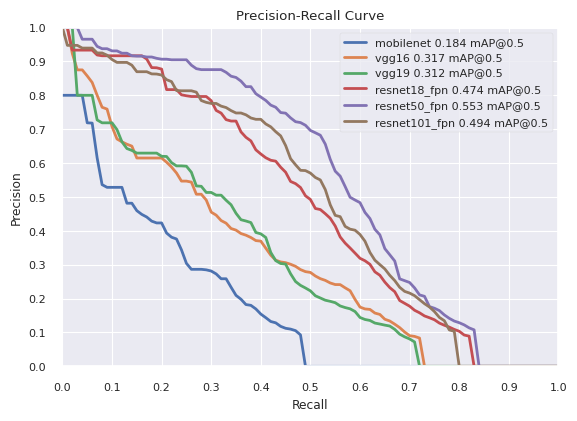 Precision-Recall Curve
1.0
0.9
0.8
0.7
0.6
0.5
0.4
0.3
0.2
0.1
0.0
Precision
mobilenet 0.184 mAP@0.5
vgg16 0.317 mAP@0.5
vgg19 0.312 mAP@0.5
resnet18_fpn 0.474 mAP@0.5
resnet50_fpn 0.553 mAP@0.5
resnet101_fpn 0.494 mAP@0.5
0.0 0.1 0.2 0.3 0.4 0.5 0.6 0.7 0.8 0.9 1.0
Recall